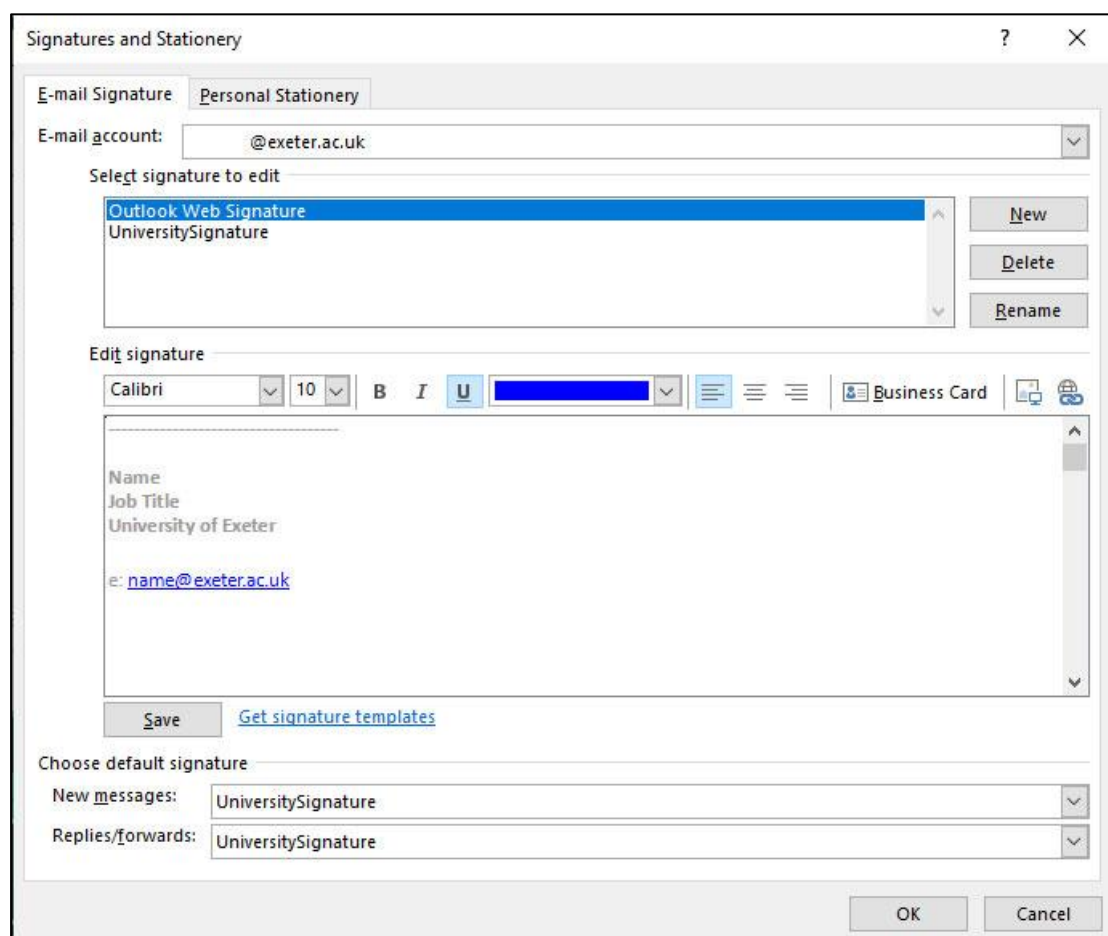 Signatures and Stationery ? ×
E-mail Signature Personal Stationery
E-mail account: @exeter.ac.uk
Select signature to edit
Outlook Web Signature
UniversitySignature
New
Delete
Rename
Edit signature
Calibri 10 B I U Business Card
------------------------------------
Name
Job Title
University of Exeter
e: name@exeter.ac.uk
Save Get signature templates
Choose default signature
New messages: UniversitySignature
Replies/forwards: UniversitySignature
OK Cancel